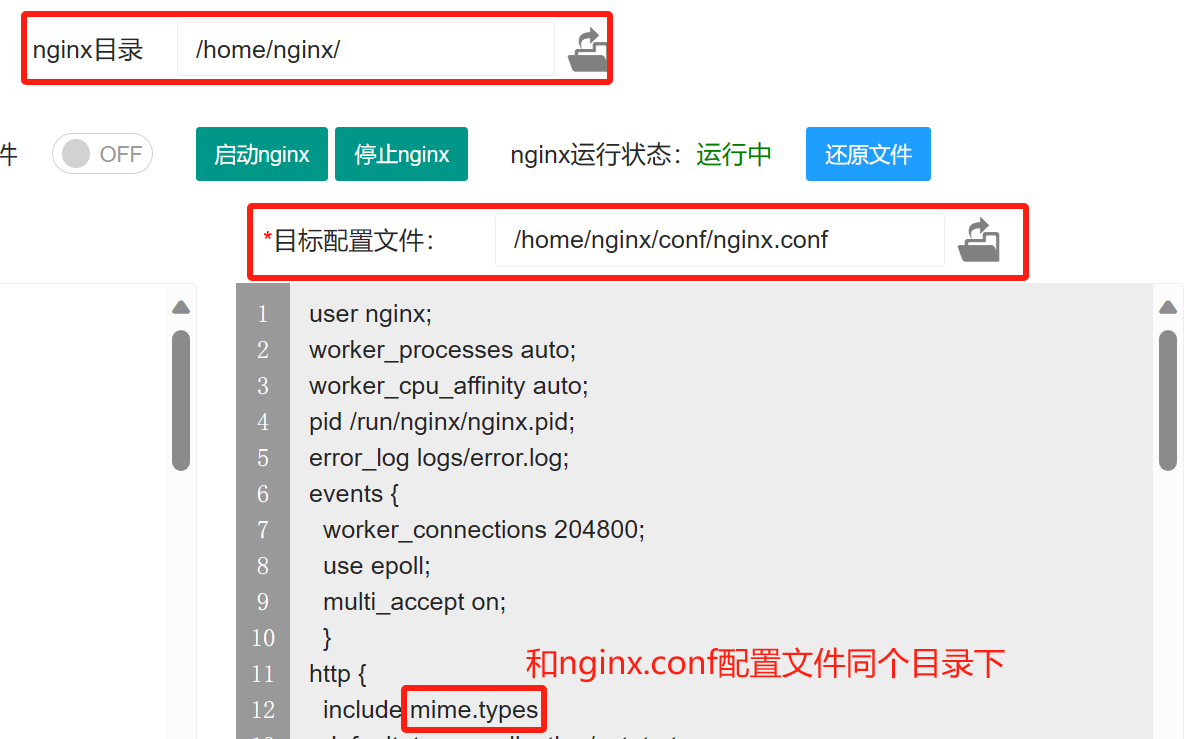 nginx目录 /home/nginx/
件 OFF 启动nginx 停止nginx nginx运行状态：运行中 还原文件
*目标配置文件： /home/nginx/conf/nginx.conf
1 user nginx;
2 worker_processes auto;
3 worker_cpu_affinity auto;
4 pid /run/nginx/nginx.pid;
5 error_log logs/error.log;
6 events {
7 worker_connections 204800;
8 use epoll;
9 multi_accept on;
10 }
和nginx.conf配置文件同个目录下
11 http {
12 include mime.types